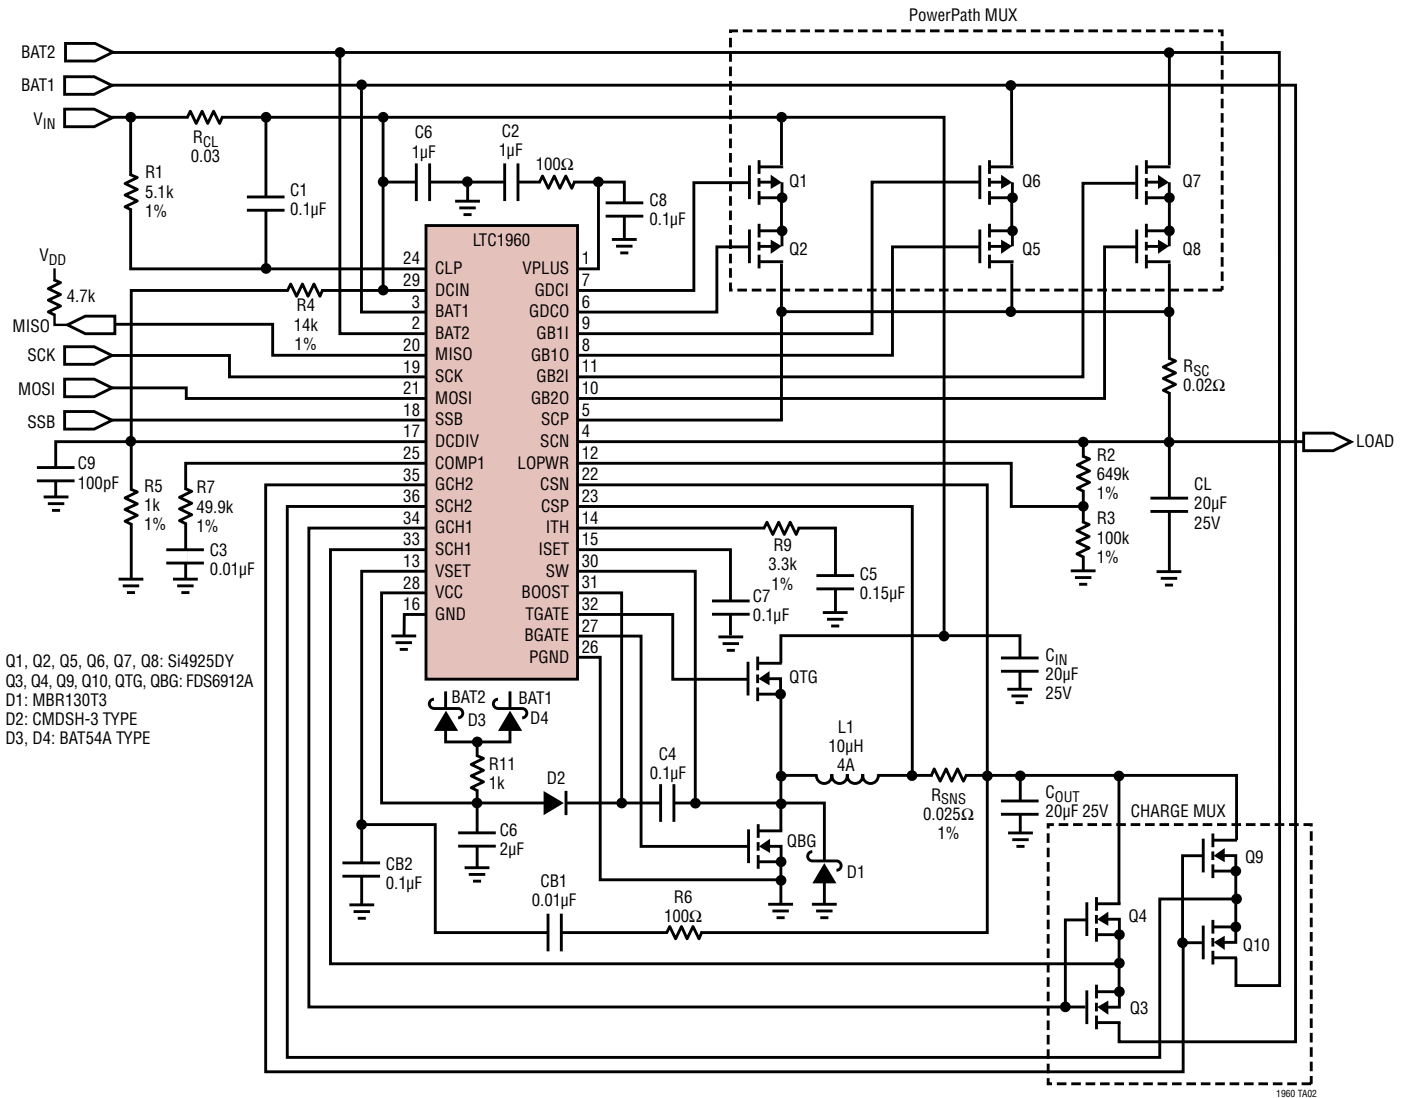 PowerPath MUX
BAT2
BAT1
VIN
RCL
0.03
R1
5.1k
1%
C1
0.1µF
C6
1µF
C2
1µF
100Ω
C8
0.1µF
Q1
Q2
Q6
Q5
Q7
Q8
VDD
4.7k
MISO
SCK
MOSI
SSB
R4
14k
1%
C9
100pF
R5
1k
1%
R7
49.9k
1%
C3
0.01µF
LTC1960
24 CLP
29 DCIN
3 BAT1
2 BAT2
20 MISO
19 SCK
21 MOSI
18 SSB
17 DCDIV
25 COMP1
35 GCH2
36 SCH2
34 GCH1
33 SCH1
13 VSET
28 VCC
16 GND
VPLUS 1
GDCI 7
GDCO 6
GB1I 9
GB1O 8
GB2I 11
GB2O 10
SCP 5
SCN 4
LOPWR 12
CSN 22
CSP 23
ITH 14
ISET 15
SW 30
BOOST 31
TGATE 32
BGATE 27
PGND 26
RSC
0.02Ω
LOAD
R2
649k
1%
R3
100k
1%
CL
20µF
25V
R9
3.3k
1%
C5
0.15µF
C7
0.1µF
QTG
CIN
20µF
25V
Q1, Q2, Q5, Q6, Q7, Q8: Si4925DY
Q3, Q4, Q9, Q10, QTG, QBG: FDS6912A
D1: MBR130T3
D2: CMDSH-3 TYPE
D3, D4: BAT54A TYPE
BAT2
D3
BAT1
D4
R11
1k
D2
C4
0.1µF
L1
10µH
4A
RSNS
0.025Ω
1%
COUT
20µF 25V
CHARGE MUX
C6
2µF
QBG
D1
CB2
0.1µF
CB1
0.01µF
R6
100Ω
Q9
Q4
Q10
Q3
1960 TA02